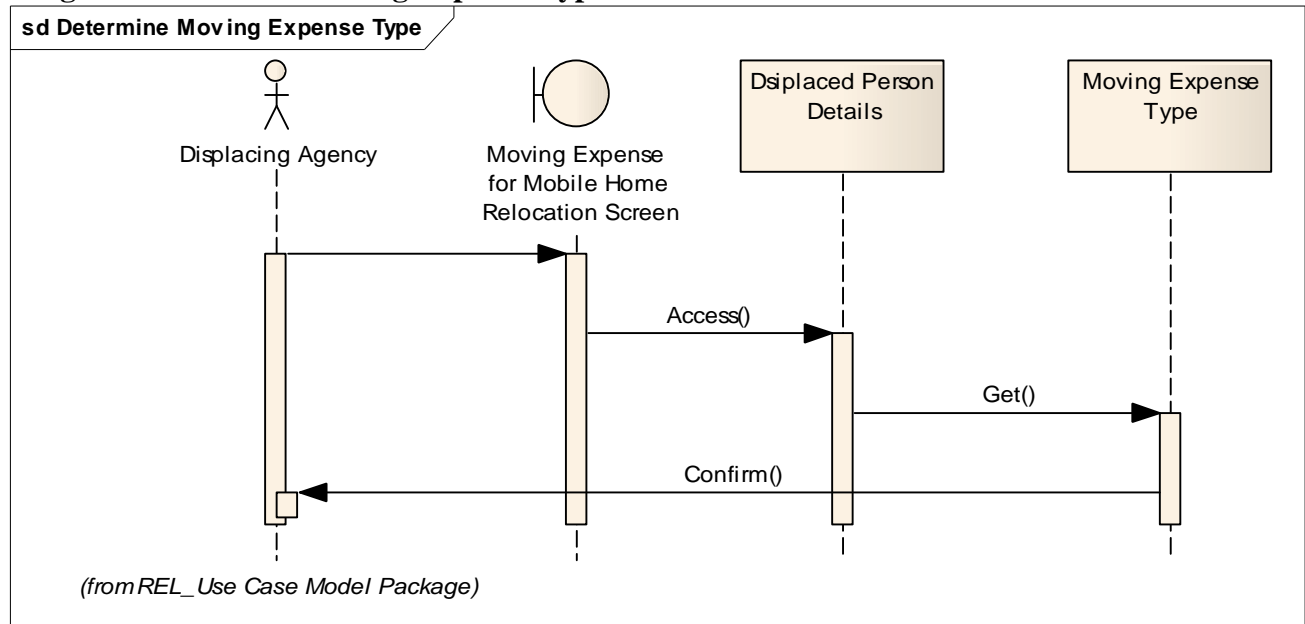 sd Determine Moving Expense Type
Displacing Agency
Moving Expense
for Mobile Home
Relocation Screen
Dsiplaced Person
Details
Moving Expense
Type
Access()
Get()
Confirm()
(from REL_Use Case Model Package)